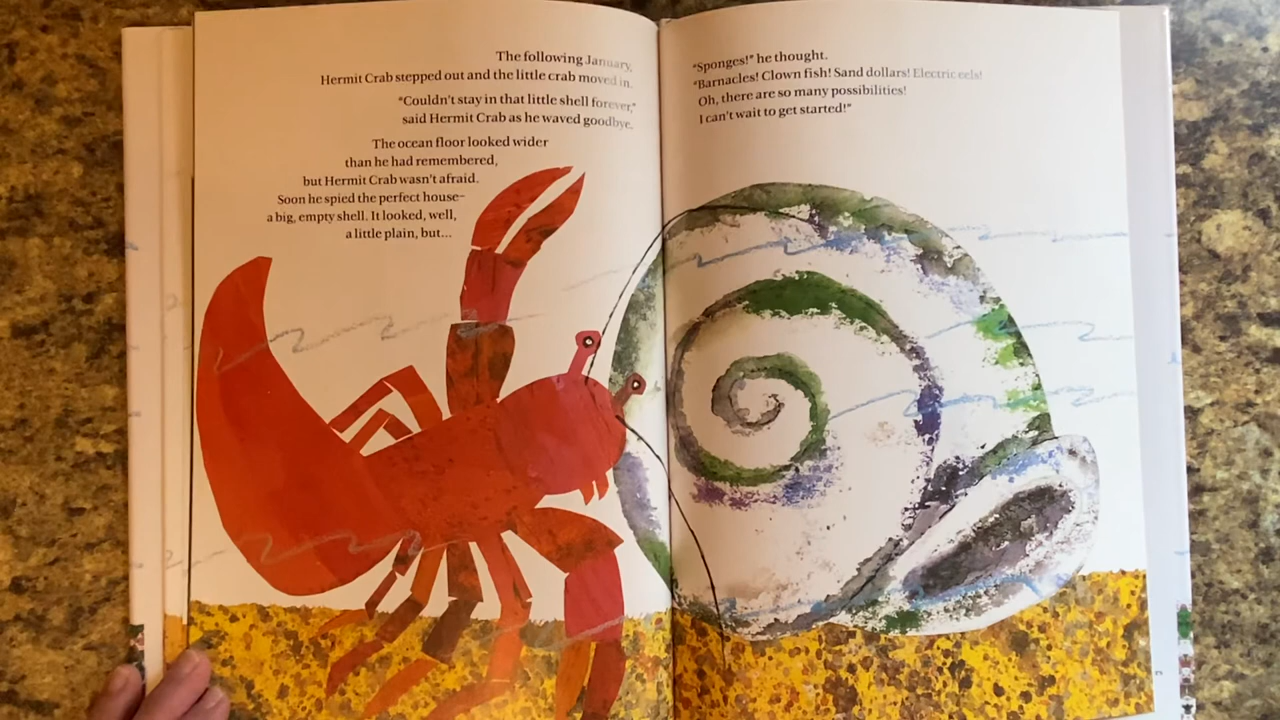 The following January,
Hermit Crab stepped out and the little crab moved in.
"Couldn't stay in that little shell forever,"
said Hermit Crab as he waved goodbye.
The ocean floor looked wider
than he had remembered,
but Hermit Crab wasn't afraid.
Soon he spied the perfect house–
a big, empty shell. It looked, well,
a little plain, but...
"Sponges!" he thought.
"Barnacles! Clown fish! Sand dollars! Electric eels!
Oh, there are so many possibilities!
I can't wait to get started!"